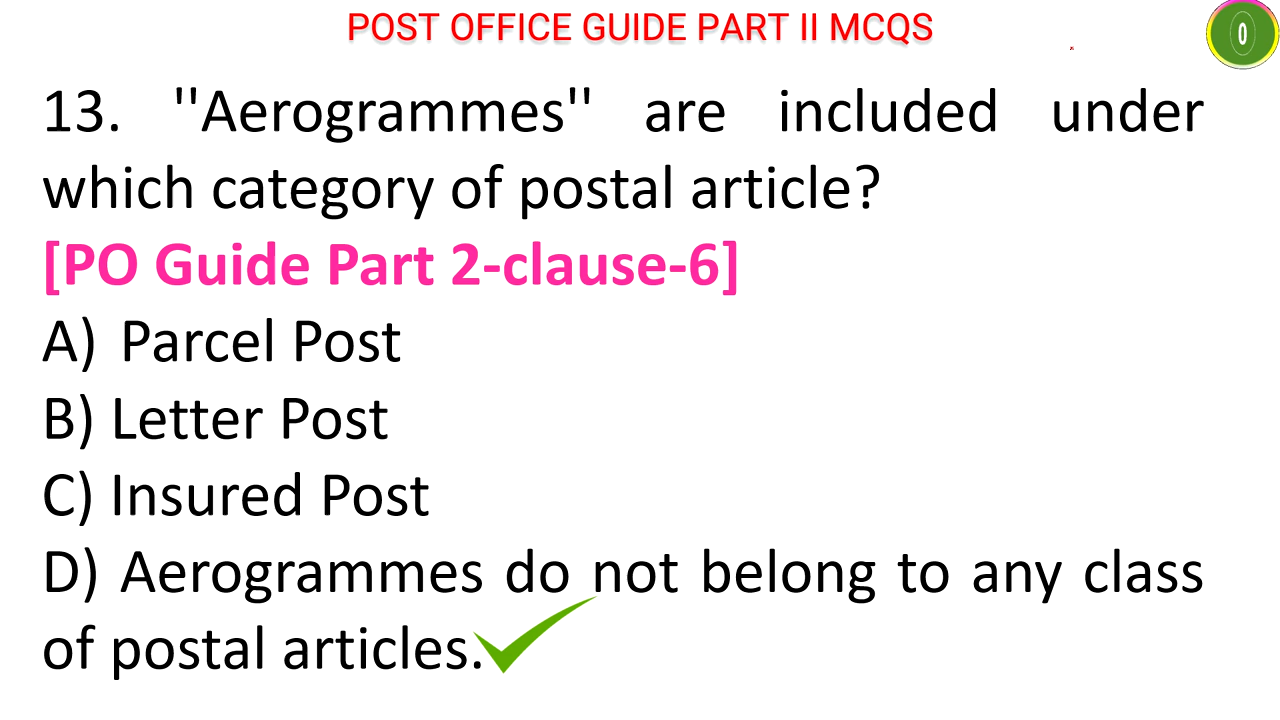 POST OFFICE GUIDE PART II MCQS
0
13. ''Aerogrammes'' are included under
which category of postal article?
[PO Guide Part 2-clause-6]
A) Parcel Post
B) Letter Post
C) Insured Post
D) Aerogrammes do not belong to any class
of postal articles.